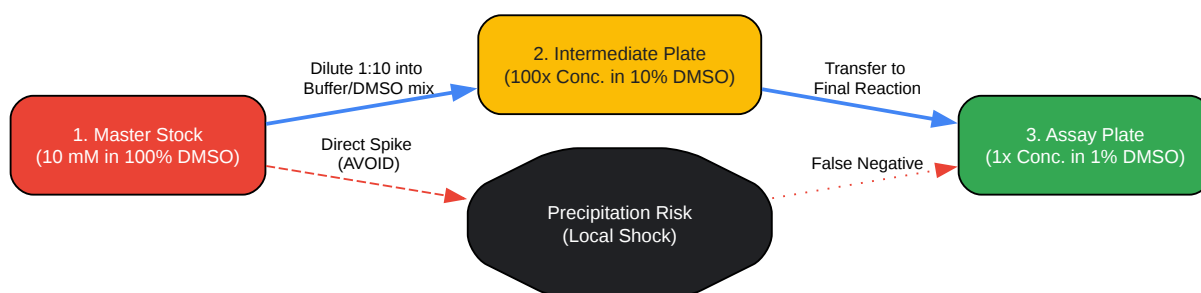 2. Intermediate Plate
(100x Conc. in 10% DMSO)
Dilute 1:10 into
Buffer/DMSO mix
Transfer to
Final Reaction
1. Master Stock
(10 mM in 100% DMSO)
3. Assay Plate
(1x Conc. in 1% DMSO)
Direct Spike
(AVOID)
False Negative
Precipitation Risk
(Local Shock)